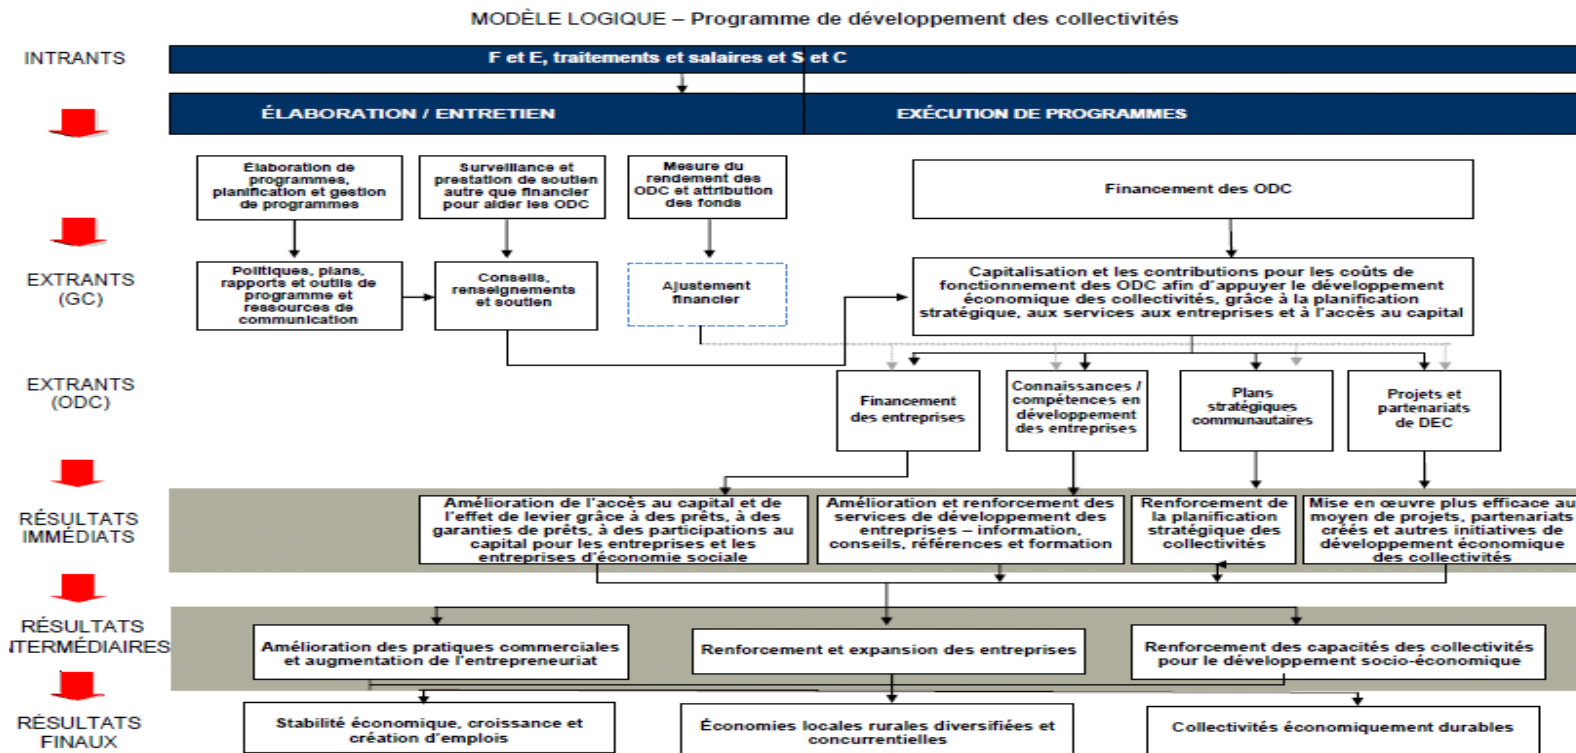 MODÈLE LOGIQUE – Programme de développement des collectivités
INTRANTS
F et E, traitements et salaires et S et C
ÉLABORATION / ENTRETIEN
EXÉCUTION DE PROGRAMMES
Élaboration de
programmes,
planification et gestion
de programmes
Surveillance et
prestation de soutien
autre que financier
pour aider les ODC
Mesure du
rendement des
ODC et attribution
des fonds
Financement des ODC
EXTRANTS
(GC)
Politiques, plans,
rapports et outils de
programme et
ressources de
communication
Conseils,
renseignements
et soutien
Ajustement
financier
Capitalisation et les contributions pour les coûts de
fonctionnement des ODC afin d'appuyer le développement
économique des collectivités, grâce à la planification
stratégique, aux services aux entreprises et à l'accès au capital
EXTRANTS
(ODC)
Financement
des entreprises
Connaissances /
compétences en
développement
des entreprises
Plans
stratégiques
communautaires
Projets et
partenariats
de DEC
RÉSULTATS
IMMÉDIATS
Amélioration de l'accès au capital et de
l'effet de levier grâce à des prêts, à des
garanties de prêts, à des participations au
capital pour les entreprises et les
entreprises d'économie sociale
Amélioration et renforcement des
services de développement des
entreprises – information,
conseils, références et formation
Renforcement de
la planification
stratégique des
collectivités
Mise en œuvre plus efficace au
moyen de projets, partenariats
créés et autres initiatives de
développement économique
des collectivités
RÉSULTATS
NTERMÉDIAIRES
Amélioration des pratiques commerciales
et augmentation de l'entrepreneuriat
Renforcement et expansion des entreprises
Renforcement des capacités des collectivités
pour le développement socio-économique
RÉSULTATS
FINAUX
Stabilité économique, croissance et
création d'emplois
Économies locales rurales diversifiées et
concurrentielles
Collectivités économiquement durables